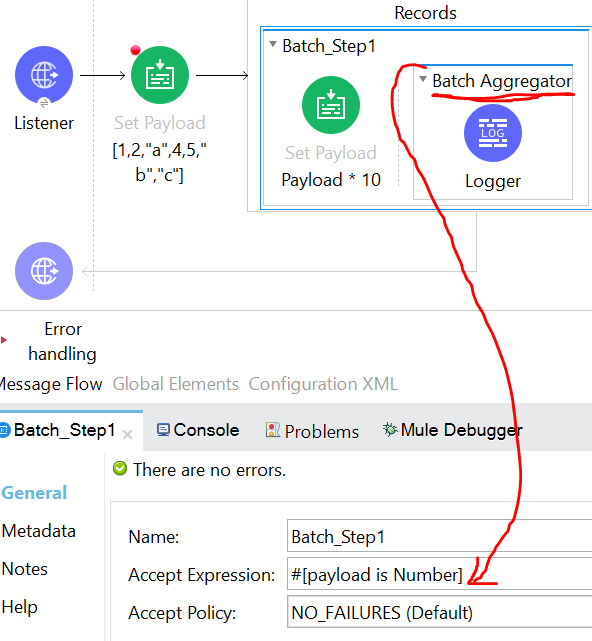 Records
Batch_Step1
Batch Aggregator
LOG
Listener
Set Payload
[1,2,"a",4,5,"
b","c"]
Set Payload
Payload * 10
Logger
Error
handling
Message Flow Global Elements Configuration XML
Batch_Step1 Console Problems Mule Debugger
There are no errors.
General
Metadata
Notes
Help
Name: Batch_Step1
Accept Expression: #[payload is Number]
Accept Policy: NO_FAILURES (Default)